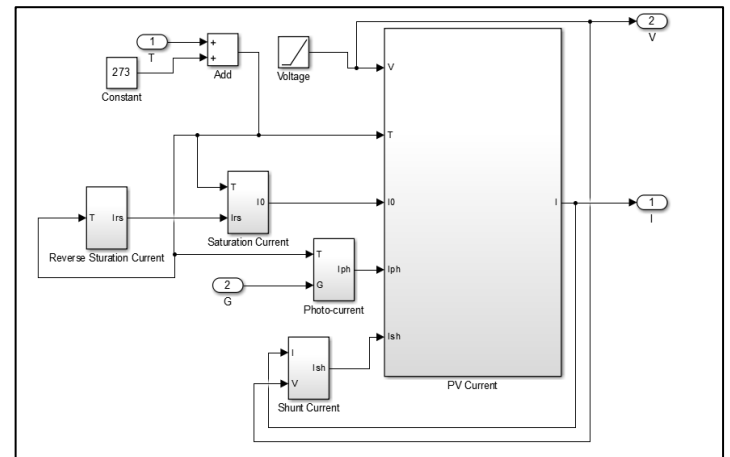 1
T
+
+
Add
273
Constant
Voltage
2
V
V
T
I0
Iph
Ish
I
PV Current
1
I
T
Irs
Reverse Sturation Current
T
Irs
I0
Saturation Current
T
G
Iph
Photo-current
2
G
I
V
Ish
Shunt Current